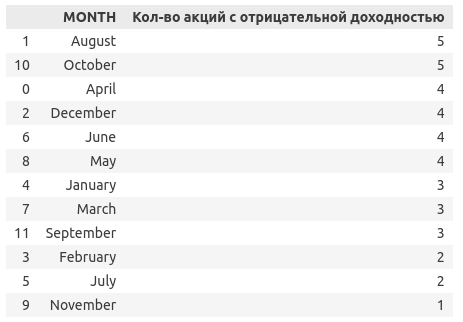 MONTH Кол-во акций с отрицательной доходностью
1 August 5
10 October 5
0 April 4
2 December 4
6 June 4
8 May 4
4 January 3
7 March 3
11 September 3
3 February 2
5 July 2
9 November 1